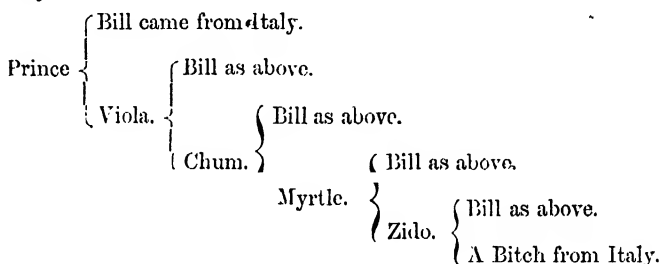 Bill came from Italy.
Prince
Bill as above.
Viola.
Bill as above.
Chum.
Bill as above.
Myrtle.
Bill as above.
Zido.
A Bitch from Italy.